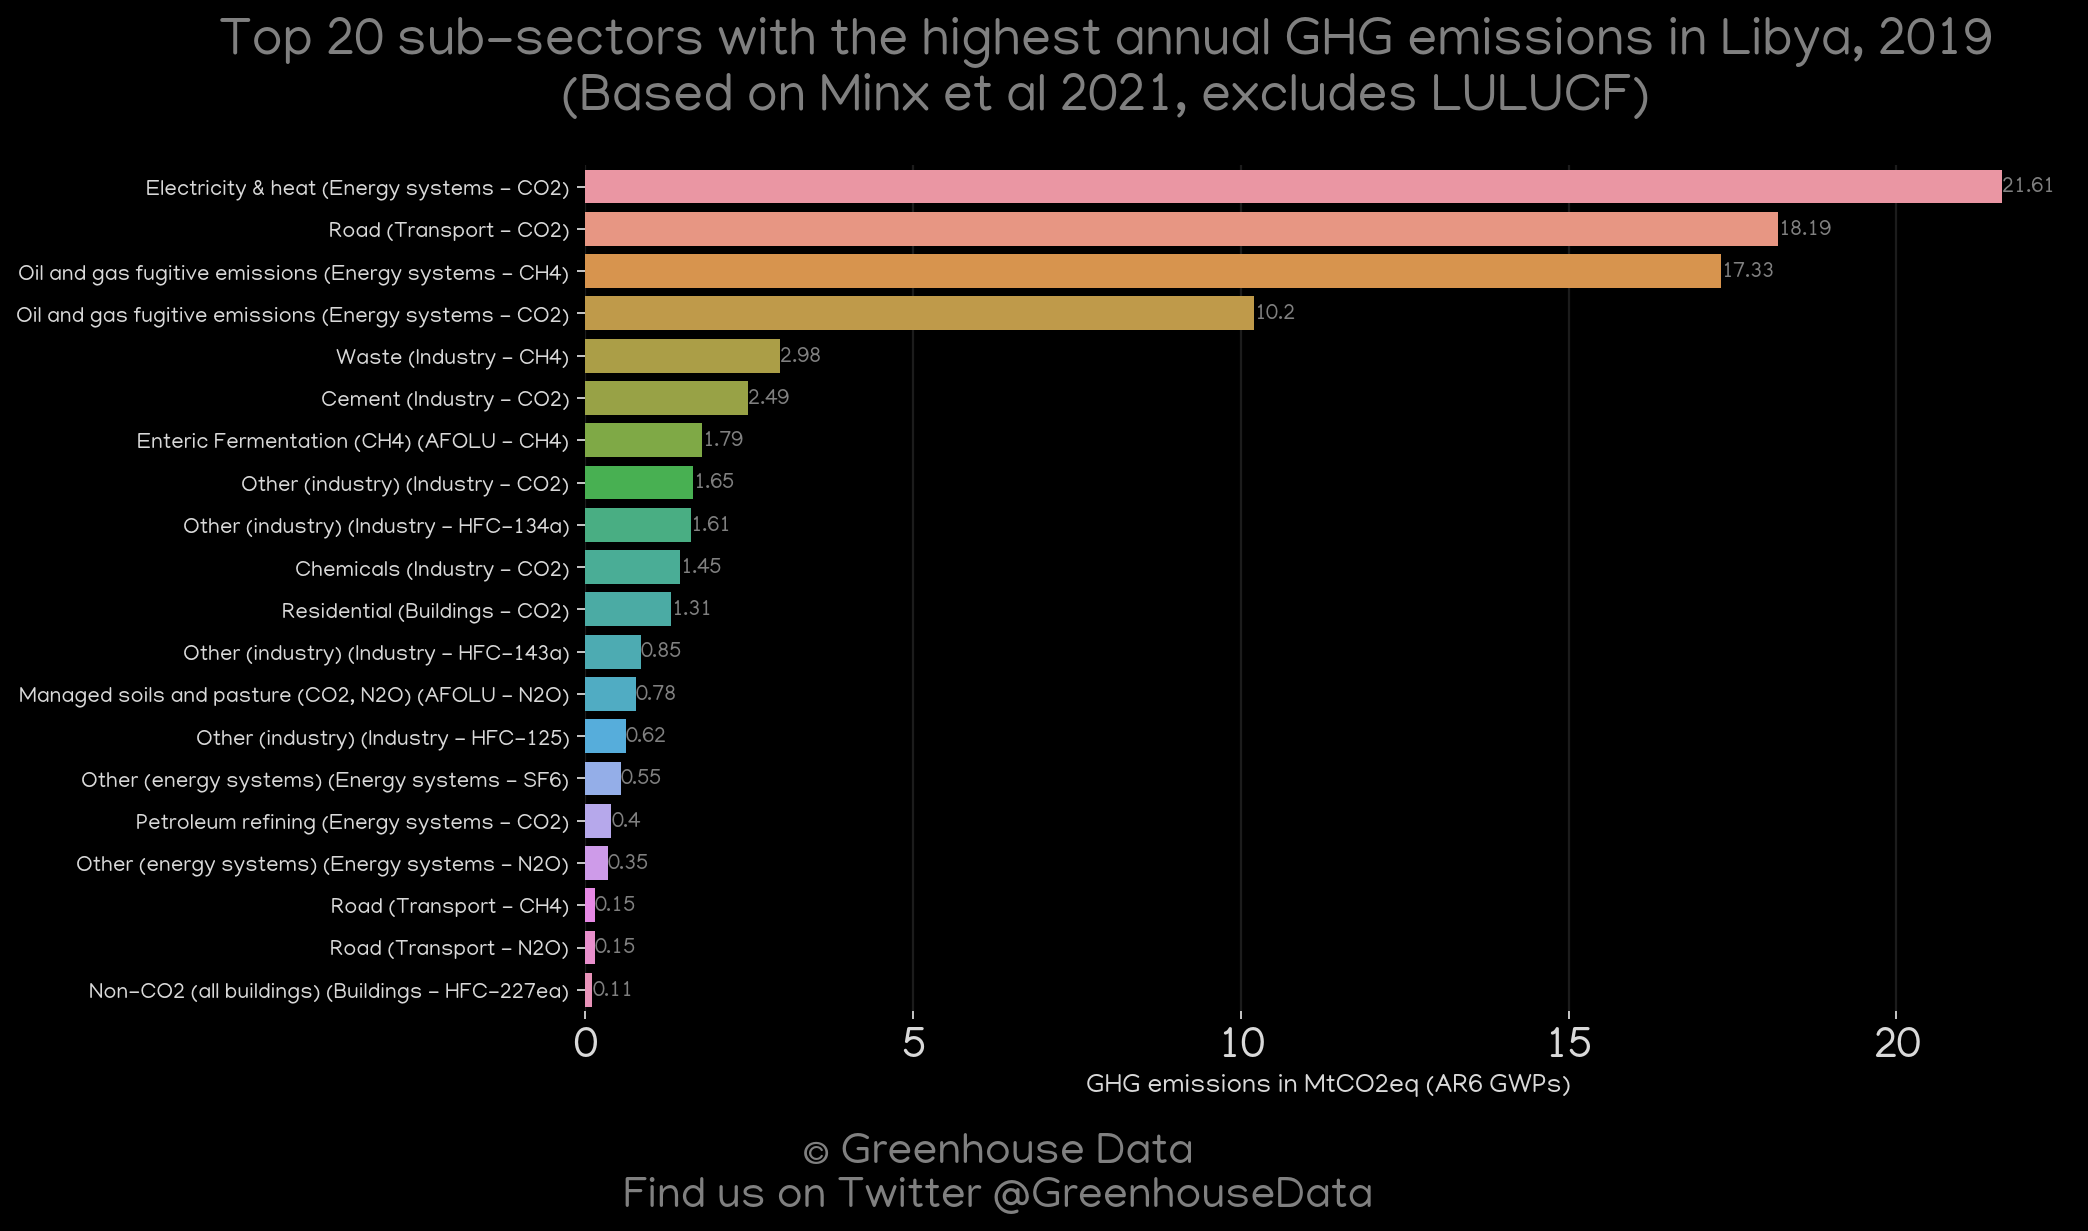 Top 20 sub-sectors with the highest annual GHG emissions in Libya, 2019
(Based on Minx et al 2021, excludes LULUCF)
Electricity & heat (Energy systems - CO2) 21.61
Road (Transport - CO2) 18.19
Oil and gas fugitive emissions (Energy systems - CH4) 17.33
Oil and gas fugitive emissions (Energy systems - CO2) 10.2
Waste (Industry - CH4) 2.98
Cement (Industry - CO2) 2.49
Enteric Fermentation (CH4) (AFOLU - CH4) 1.79
Other (industry) (Industry - CO2) 1.65
Other (industry) (Industry - HFC-134a) 1.61
Chemicals (Industry - CO2) 1.45
Residential (Buildings - CO2) 1.31
Other (industry) (Industry - HFC-143a) 0.85
Managed soils and pasture (CO2, N2O) (AFOLU - N2O) 0.78
Other (industry) (Industry - HFC-125) 0.62
Other (energy systems) (Energy systems - SF6) 0.55
Petroleum refining (Energy systems - CO2) 0.4
Other (energy systems) (Energy systems - N2O) 0.35
Road (Transport - CH4) 0.15
Road (Transport - N2O) 0.15
Non-CO2 (all buildings) (Buildings - HFC-227ea) 0.11
0 5 10 15 20
GHG emissions in MtCO2eq (AR6 GWPs)
© Greenhouse Data
Find us on Twitter @GreenhouseData